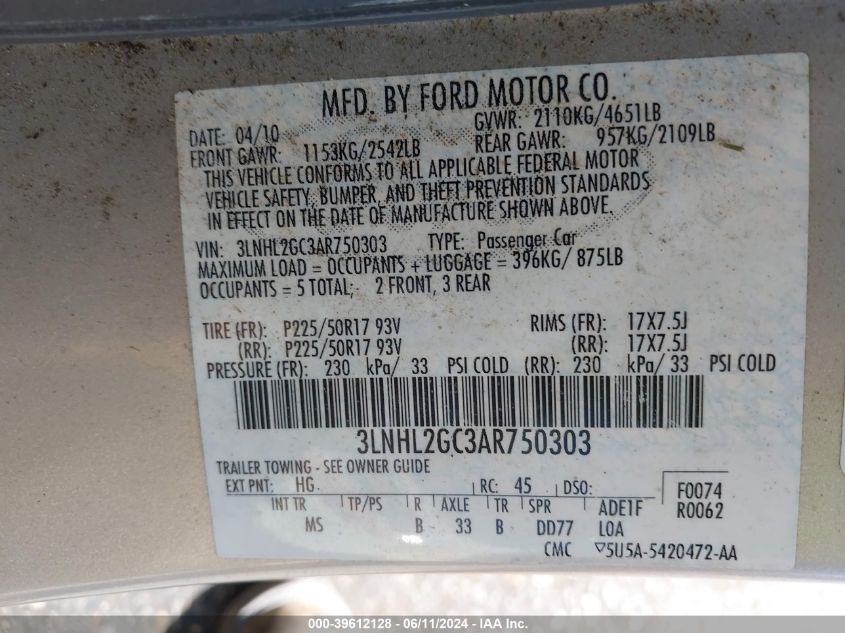 MFD. BY FORD MOTOR CO.
DATE: 04/10 GVWR: 2110KG/4651LB
FRONT GAWR: 1153KG/2542LB REAR GAWR: 957KG/2109LB
THIS VEHICLE CONFORMS TO ALL APPLICABLE FEDERAL MOTOR
VEHICLE SAFETY, BUMPER, AND THEFT PREVENTION STANDARDS
IN EFFECT ON THE DATE OF MANUFACTURE SHOWN ABOVE.
VIN: 3LNHL2GC3AR750303 TYPE: Passenger Car
MAXIMUM LOAD = OCCUPANTS + LUGGAGE = 396KG/ 875LB
OCCUPANTS = 5 TOTAL; 2 FRONT, 3 REAR
TIRE (FR): P225/50R17 93V RIMS (FR): 17X7.5J
(RR): P225/50R17 93V (RR): 17X7.5J
PRESSURE (FR): 230 kPa/ 33 PSI COLD (RR): 230 kPa/ 33 PSI COLD
3LNHL2GC3AR750303
TRAILER TOWING - SEE OWNER GUIDE
EXT PNT: HG RC: 45 DSO: F0074
INT TR TP/PS R AXLE TR SPR ADE1F R0062
MS B 33 B DD77 LOA
CMC ▽5U5A-5420472-AA
000-39612128 - 06/11/2024 - IAA Inc.